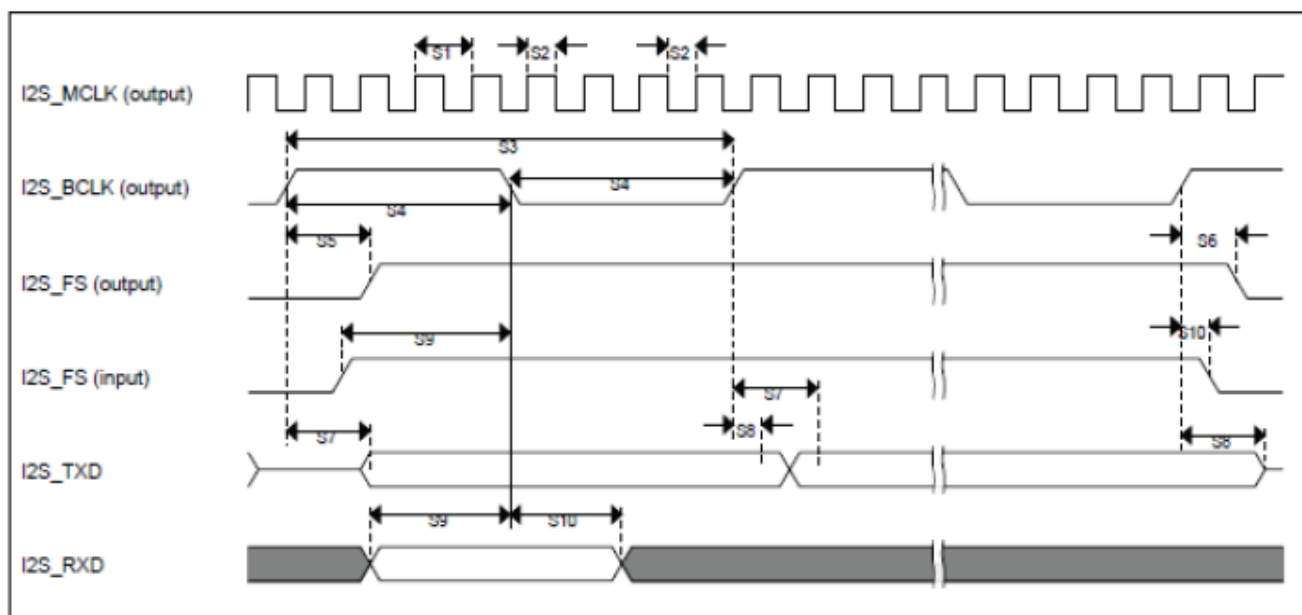 S1
S2
S2
I2S_MCLK (output)
S3
I2S_BCLK (output)
S4
S4
S5
S6
I2S_FS (output)
S9
S10
I2S_FS (input)
S7
S8
S7
S8
I2S_TXD
S9
S10
I2S_RXD